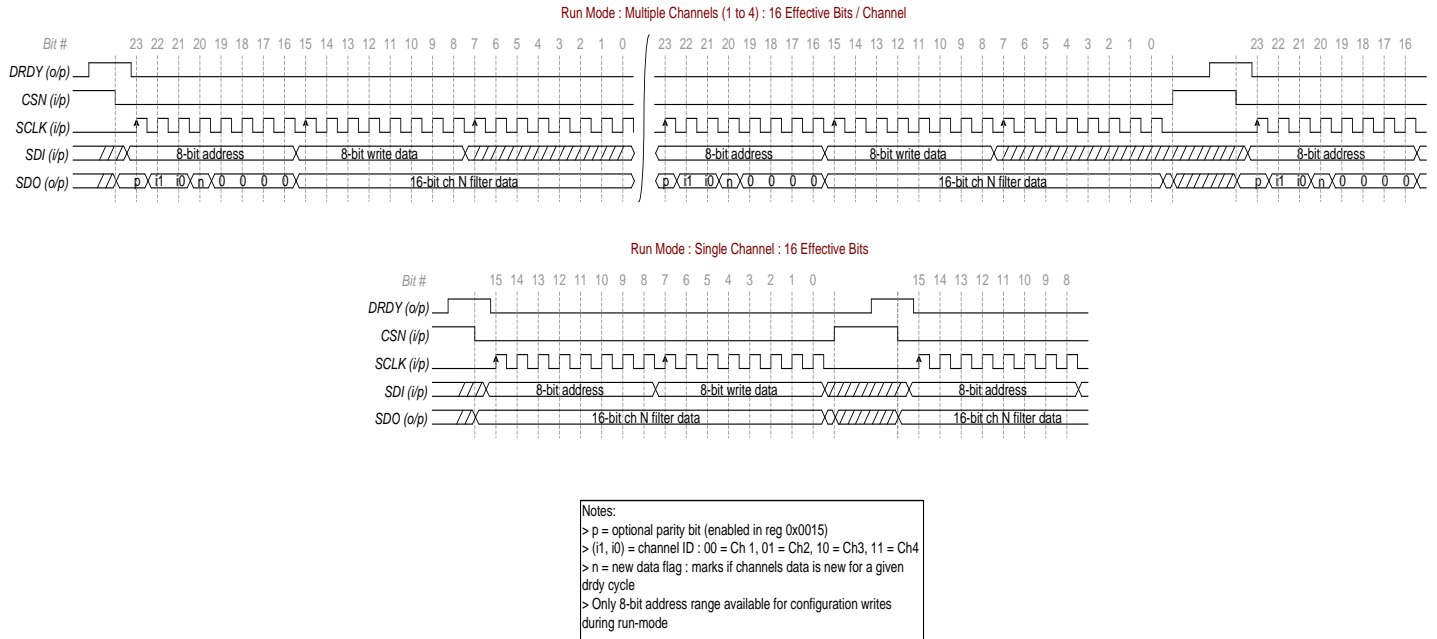 Run Mode : Multiple Channels (1 to 4) : 16 Effective Bits / Channel
Bit # 23 22 21 20 19 18 17 16 15 14 13 12 11 10 9 8 7 6 5 4 3 2 1 0 23 22 21 20 19 18 17 16 15 14 13 12 11 10 9 8 7 6 5 4 3 2 1 0 23 22 21 20 19 18 17 16
DRDY (o/p)
CSN (i/p)
SCLK (i/p)
SDI (i/p) 8-bit address 8-bit write data 8-bit address 8-bit write data 8-bit address
SDO (o/p) p i1 i0 n 0 0 0 0 16-bit ch N filter data p i1 i0 n 0 0 0 0 16-bit ch N filter data p i1 i0 n 0 0 0 0
Run Mode : Single Channel : 16 Effective Bits
Bit # 15 14 13 12 11 10 9 8 7 6 5 4 3 2 1 0 15 14 13 12 11 10 9 8
DRDY (o/p)
CSN (i/p)
SCLK (i/p)
SDI (i/p) 8-bit address 8-bit write data 8-bit address
SDO (o/p) 16-bit ch N filter data 16-bit ch N filter data
Notes:
> p = optional parity bit (enabled in reg 0x0015)
> (i1, i0) = channel ID : 00 = Ch 1, 01 = Ch2, 10 = Ch3, 11 = Ch4
> n = new data flag : marks if channels data is new for a given
drdy cycle
> Only 8-bit address range available for configuration writes
during run-mode